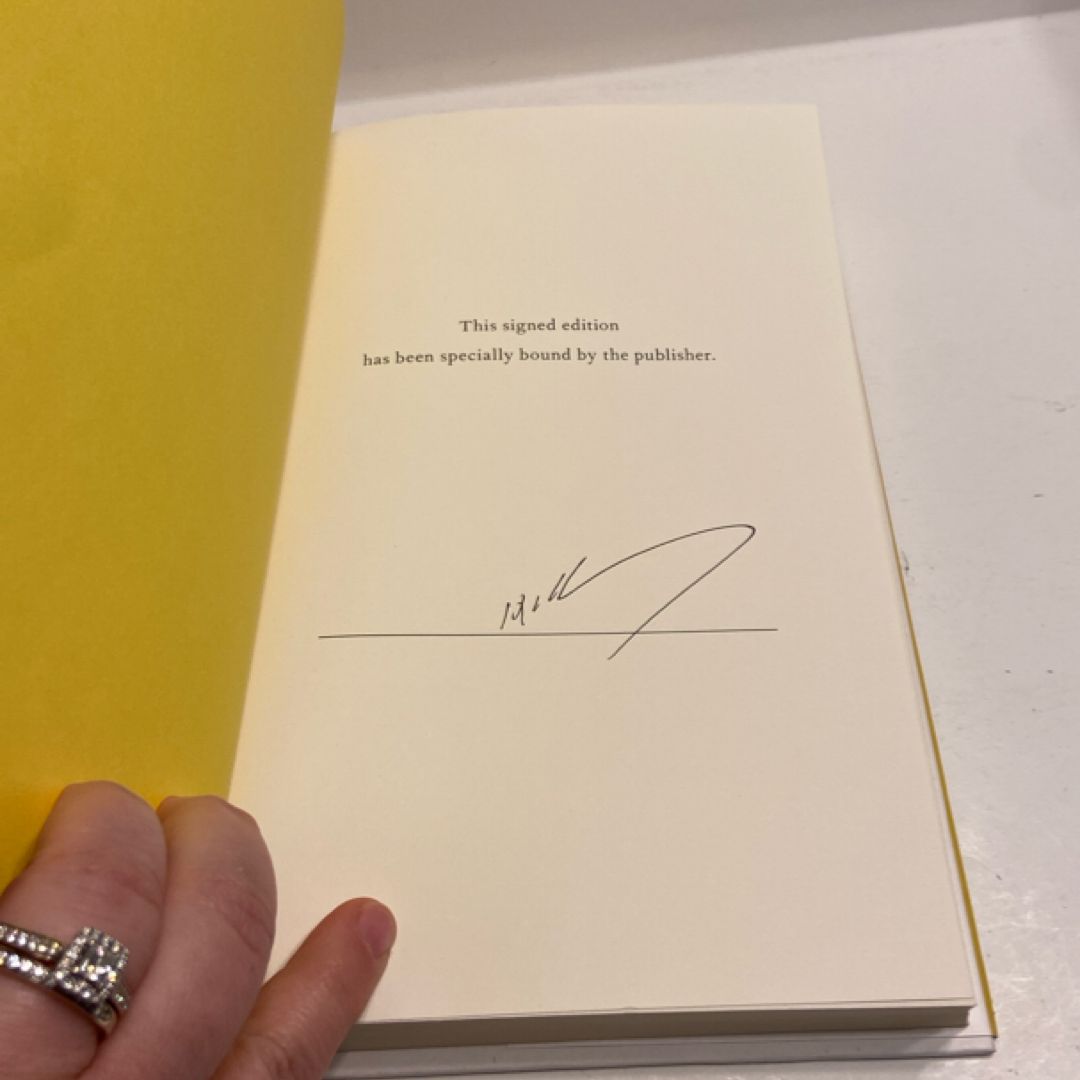 This signed edition
has been specially bound by the publisher.